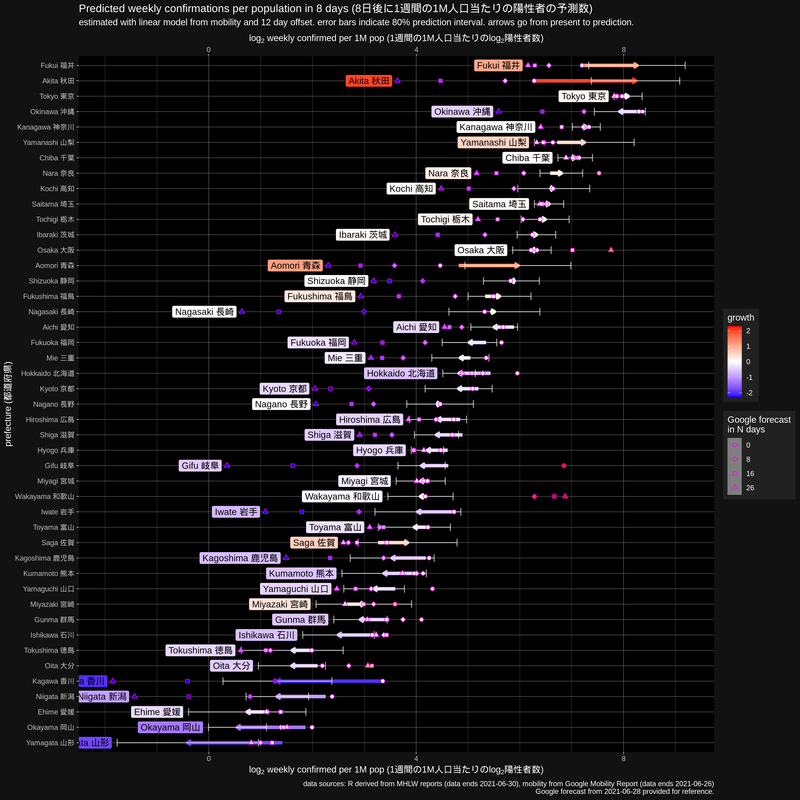 Predicted weekly confirmations per population in 8 days (8日後に1週間の1M人口当たりの陽性者の予測数)
estimated with linear model from mobility and 12 day offset. error bars indicate 80% prediction interval. arrows go from present to prediction.
log₂ weekly confirmed per 1M pop (1週間の1M人口当たりのlog₂陽性者数)
0 4 8
prefecture (都道府県)
Fukui 福井 Fukui 福井
Akita 秋田 Akita 秋田
Tokyo 東京 Tokyo 東京
Okinawa 沖縄 Okinawa 沖縄
Kanagawa 神奈川 Kanagawa 神奈川
Yamanashi 山梨 Yamanashi 山梨
Chiba 千葉 Chiba 千葉
Nara 奈良 Nara 奈良
Kochi 高知 Kochi 高知
Saitama 埼玉 Saitama 埼玉
Tochigi 栃木 Tochigi 栃木
Ibaraki 茨城 Ibaraki 茨城
Osaka 大阪 Osaka 大阪
Aomori 青森 Aomori 青森
Shizuoka 静岡 Shizuoka 静岡
Fukushima 福島 Fukushima 福島
Nagasaki 長崎 Nagasaki 長崎
Aichi 愛知 Aichi 愛知
Fukuoka 福岡 Fukuoka 福岡
Mie 三重 Mie 三重
Hokkaido 北海道 Hokkaido 北海道
Kyoto 京都 Kyoto 京都
Nagano 長野 Nagano 長野
Hiroshima 広島 Hiroshima 広島
Shiga 滋賀 Shiga 滋賀
Hyogo 兵庫 Hyogo 兵庫
Gifu 岐阜 Gifu 岐阜
Miyagi 宮城 Miyagi 宮城
Wakayama 和歌山 Wakayama 和歌山
Iwate 岩手 Iwate 岩手
Toyama 富山 Toyama 富山
Saga 佐賀 Saga 佐賀
Kagoshima 鹿児島 Kagoshima 鹿児島
Kumamoto 熊本 Kumamoto 熊本
Yamaguchi 山口 Yamaguchi 山口
Miyazaki 宮崎 Miyazaki 宮崎
Gunma 群馬 Gunma 群馬
Ishikawa 石川 Ishikawa 石川
Tokushima 徳島 Tokushima 徳島
Oita 大分 Oita 大分
Kagawa 香川 a 香川
Niigata 新潟 Niigata 新潟
Ehime 愛媛 Ehime 愛媛
Okayama 岡山 Okayama 岡山
Yamagata 山形 ta 山形
0 4 8
log₂ weekly confirmed per 1M pop (1週間の1M人口当たりのlog₂陽性者数)
growth
2
1
0
-1
-2
Google forecast
in N days
0
8
16
26
data sources: R derived from MHLW reports (data ends 2021-06-30), mobility from Google Mobility Report (data ends 2021-06-26)
Google forecast from 2021-06-28 provided for reference.